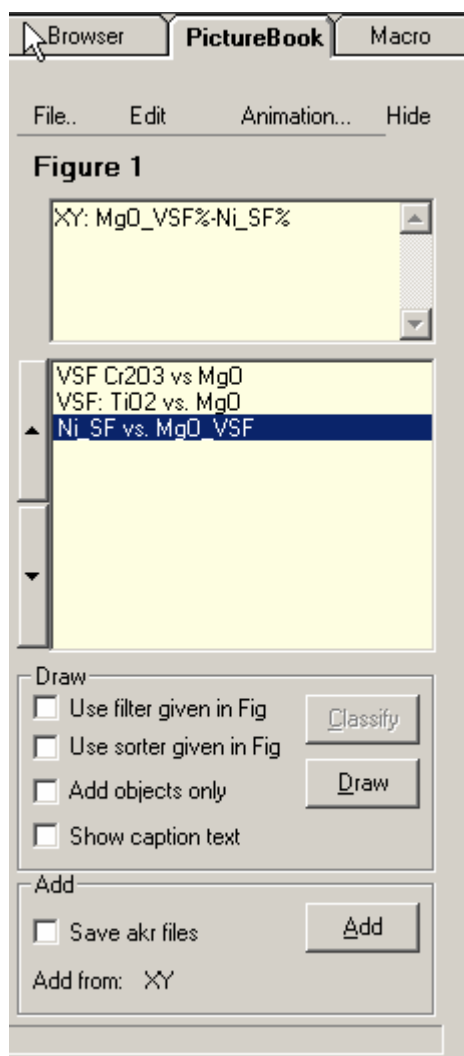 Browser PictureBook Macro
File.. Edit Animation... Hide
Figure 1
XY: MgO_VSF%-Ni_SF%
VSF Cr2O3 vs MgO
VSF: TiO2 vs. MgO
Ni_SF vs. MgO_VSF
Draw
Use filter given in Fig
Classify
Use sorter given in Fig
Add objects only
Draw
Show caption text
Add
Save akr files
Add
Add from: XY